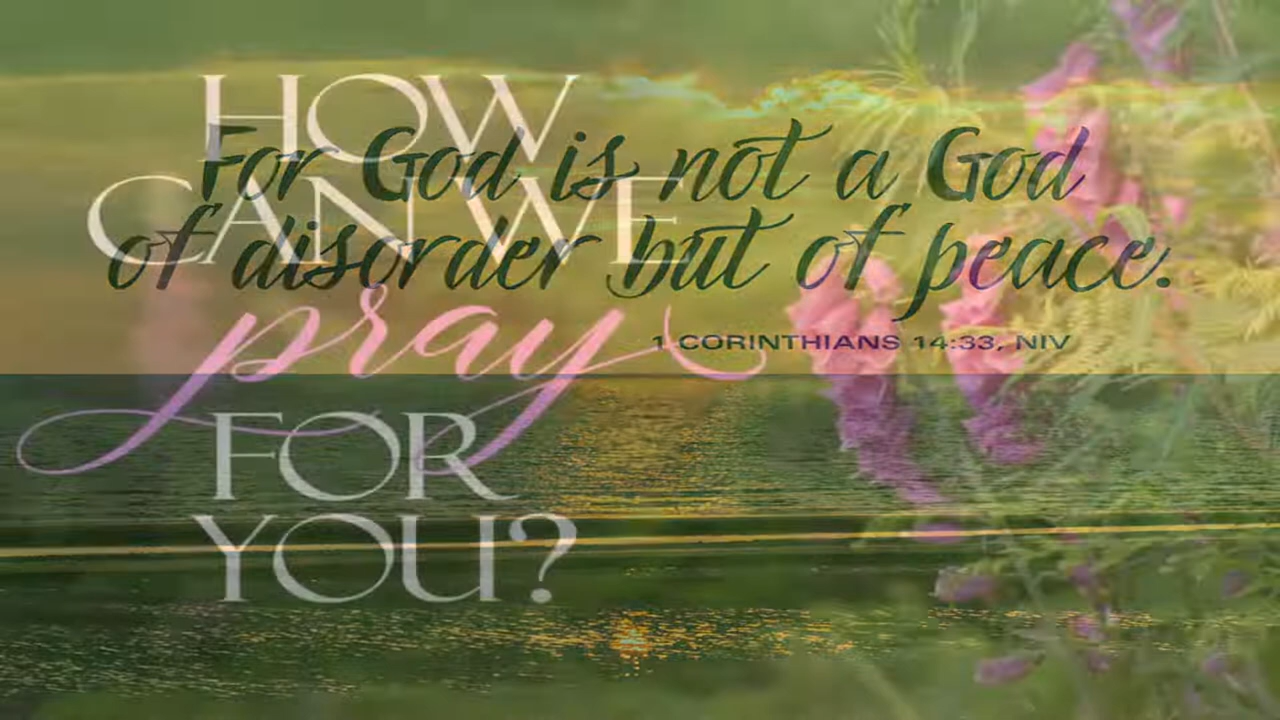 HOW
CAN WE
pray
FOR
YOU?
For God is not a God
of disorder but of peace.
1 CORINTHIANS 14:33, NIV